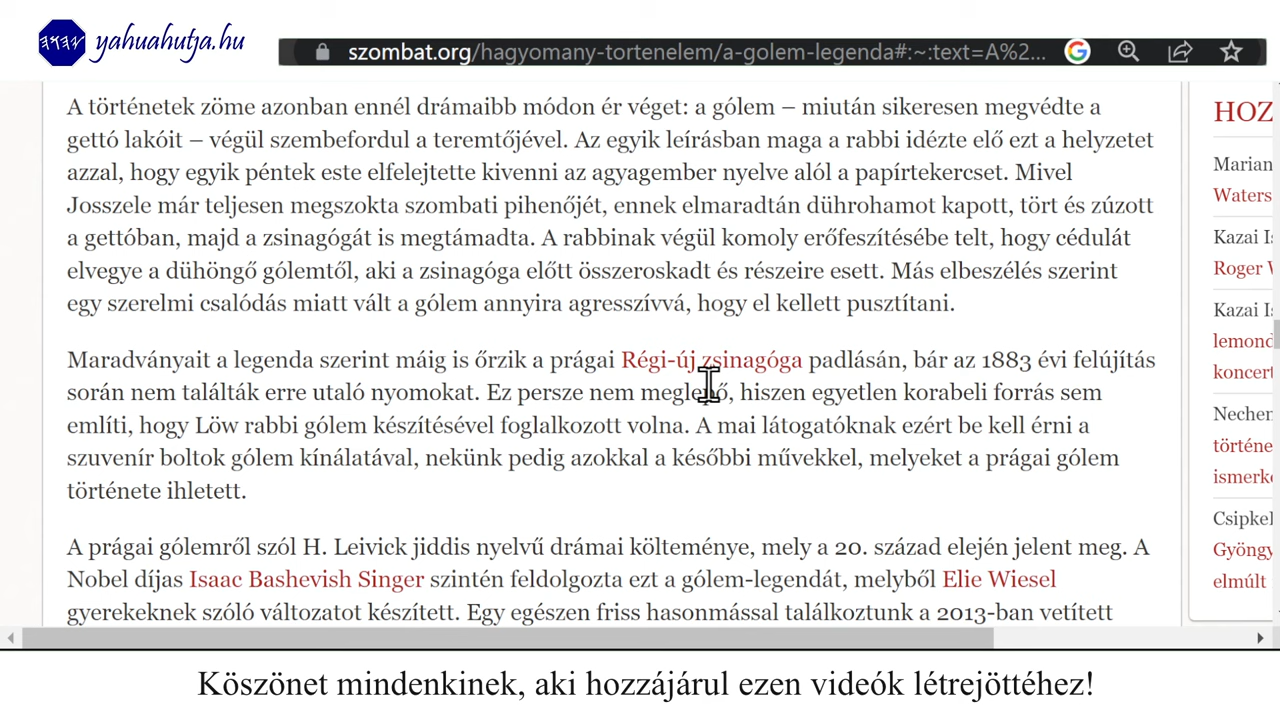 yahuahutja.hu
szombat.org/hagyomany-tortenelem/a-golem-legenda#:~:text=A%2...
A történetek zöme azonban ennél drámaibb módon ér véget: a gólem – miután sikeresen megvédte a
gettó lakóit – végül szembefordul a teremtőjével. Az egyik leírásban maga a rabbi idézte elő ezt a helyzetet
azzal, hogy egyik péntek este elfelejtette kivenni az agyagember nyelve alól a papírtekercset. Mivel
Josszele már teljesen megszokta szombati pihenőjét, ennek elmaradtán dührohamot kapott, tört és zúzott
a gettóban, majd a zsinagógát is megtámadta. A rabbinak végül komoly erőfeszítésébe telt, hogy cédulát
elvegye a dühöngő gólemtől, aki a zsinagóga előtt összeroskadt és részeire esett. Más elbeszélés szerint
egy szerelmi csalódás miatt vált a gólem annyira agresszívvá, hogy el kellett pusztítani.
Maradványait a legenda szerint máig is őrzik a prágai Régi-új zsinagóga padlásán, bár az 1883 évi felújítás
során nem találták erre utaló nyomokat. Ez persze nem meglepő, hiszen egyetlen korabeli forrás sem
említi, hogy Löw rabbi gólem készítésével foglalkozott volna. A mai látogatóknak ezért be kell érni a
szuvenír boltok gólem kínálatával, nekünk pedig azokkal a későbbi művekkel, melyeket a prágai gólem
története ihletett.
A prágai gólemről szól H. Leivick jiddis nyelvű drámai költeménye, mely a 20. század elején jelent meg. A
Nobel díjas Isaac Bashevish Singer szintén feldolgozta ezt a gólem-legendát, melyből Elie Wiesel
gyerekeknek szóló változatot készített. Egy egészen friss hasonmással találkoztunk a 2013-ban vetített
HOZ
Marian
Waters
Kazai Is
Roger W
Kazai Is
lemond
koncert
Nechen
történe
ismerke
Csipkel
Gyöngy
elmúlt
Köszönet mindenkinek, aki hozzájárul ezen videók létrejöttéhez!